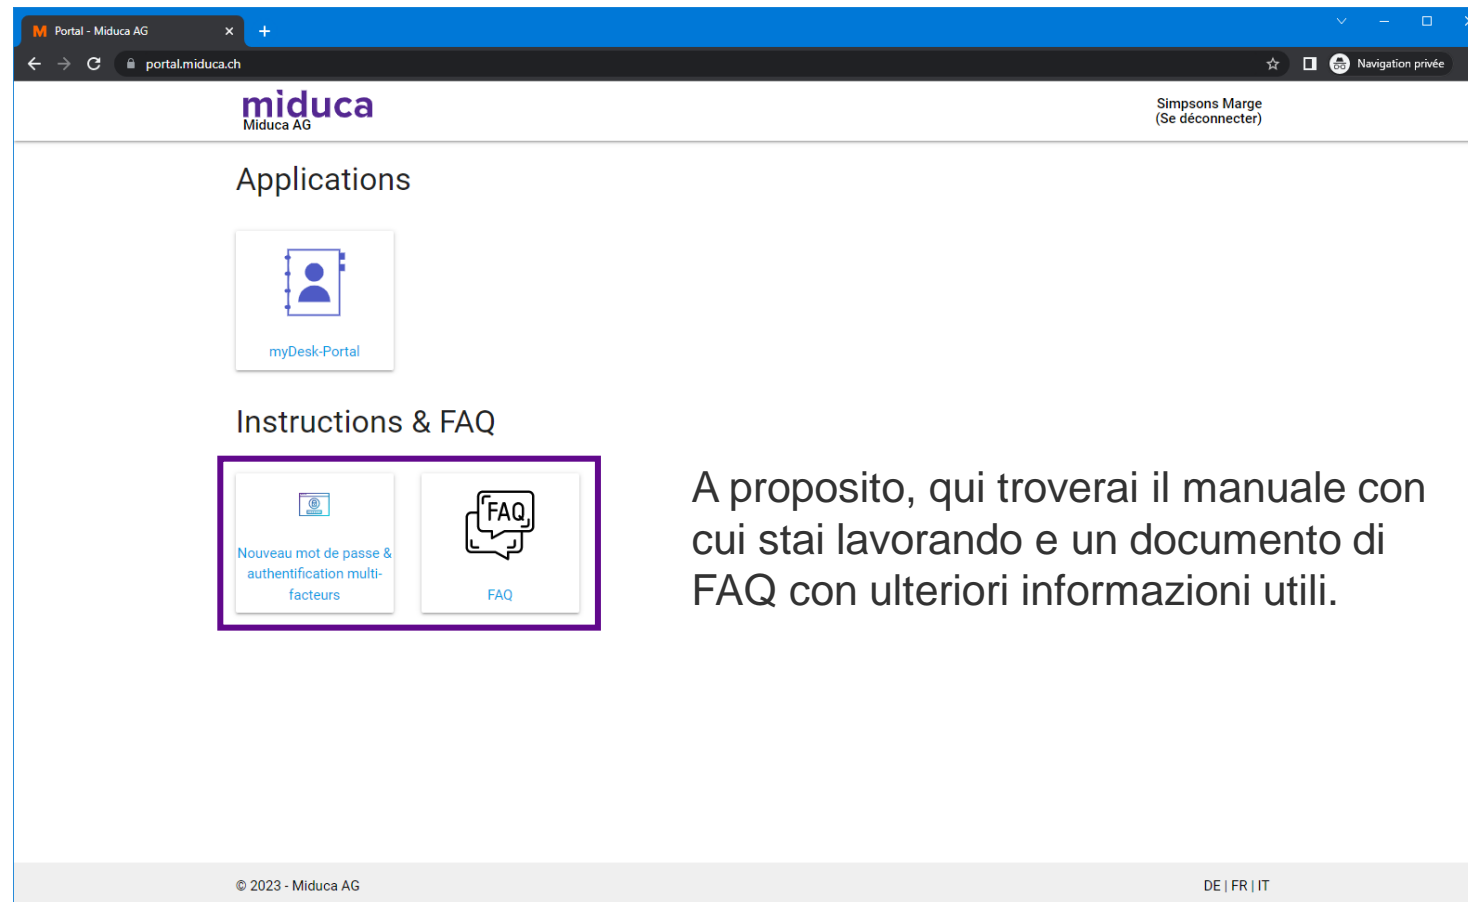 Portal - Miduca AG
portal.miduca.ch
Navigation privée
miduca
Miduca AG
Simpsons Marge
(Se déconnecter)
Applications
myDesk-Portal
Instructions & FAQ
Nouveau mot de passe &
authentification multi-
facteurs
FAQ
FAQ
A proposito, qui troverai il manuale con
cui stai lavorando e un documento di
FAQ con ulteriori informazioni utili.
© 2023 - Miduca AG
DE | FR | IT